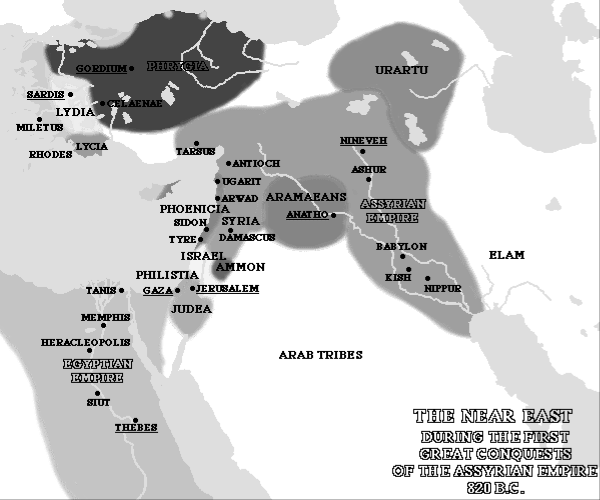 GORDIUM
PHRYGIA
URARTU
SARDIS
CELAENAE
LYDIA
MILETUS
NINEVEH
LYCIA
RHODES
TARSUS
ANTIOCH
ASHUR
UGARIT
ARWAD
ARAMAEANS
ASSYRIAN
EMPIRE
PHOENICIA
ANATHO
SIDON
SYRIA
TYRE
DAMASCUS
BABYLON
ISRAEL
ELAM
AMMON
PHILISTIA
KISH
NIPPUR
TANIS
GAZA
JERUSALEM
JUDEA
MEMPHIS
HERACLEOPOLIS
ARAB TRIBES
EGYPTIAN
EMPIRE
SIUT
THEBES
THE NEAR EAST
DURING THE FIRST
GREAT CONQUESTS
OF THE ASSYRIAN EMPIRE
820 B.C.